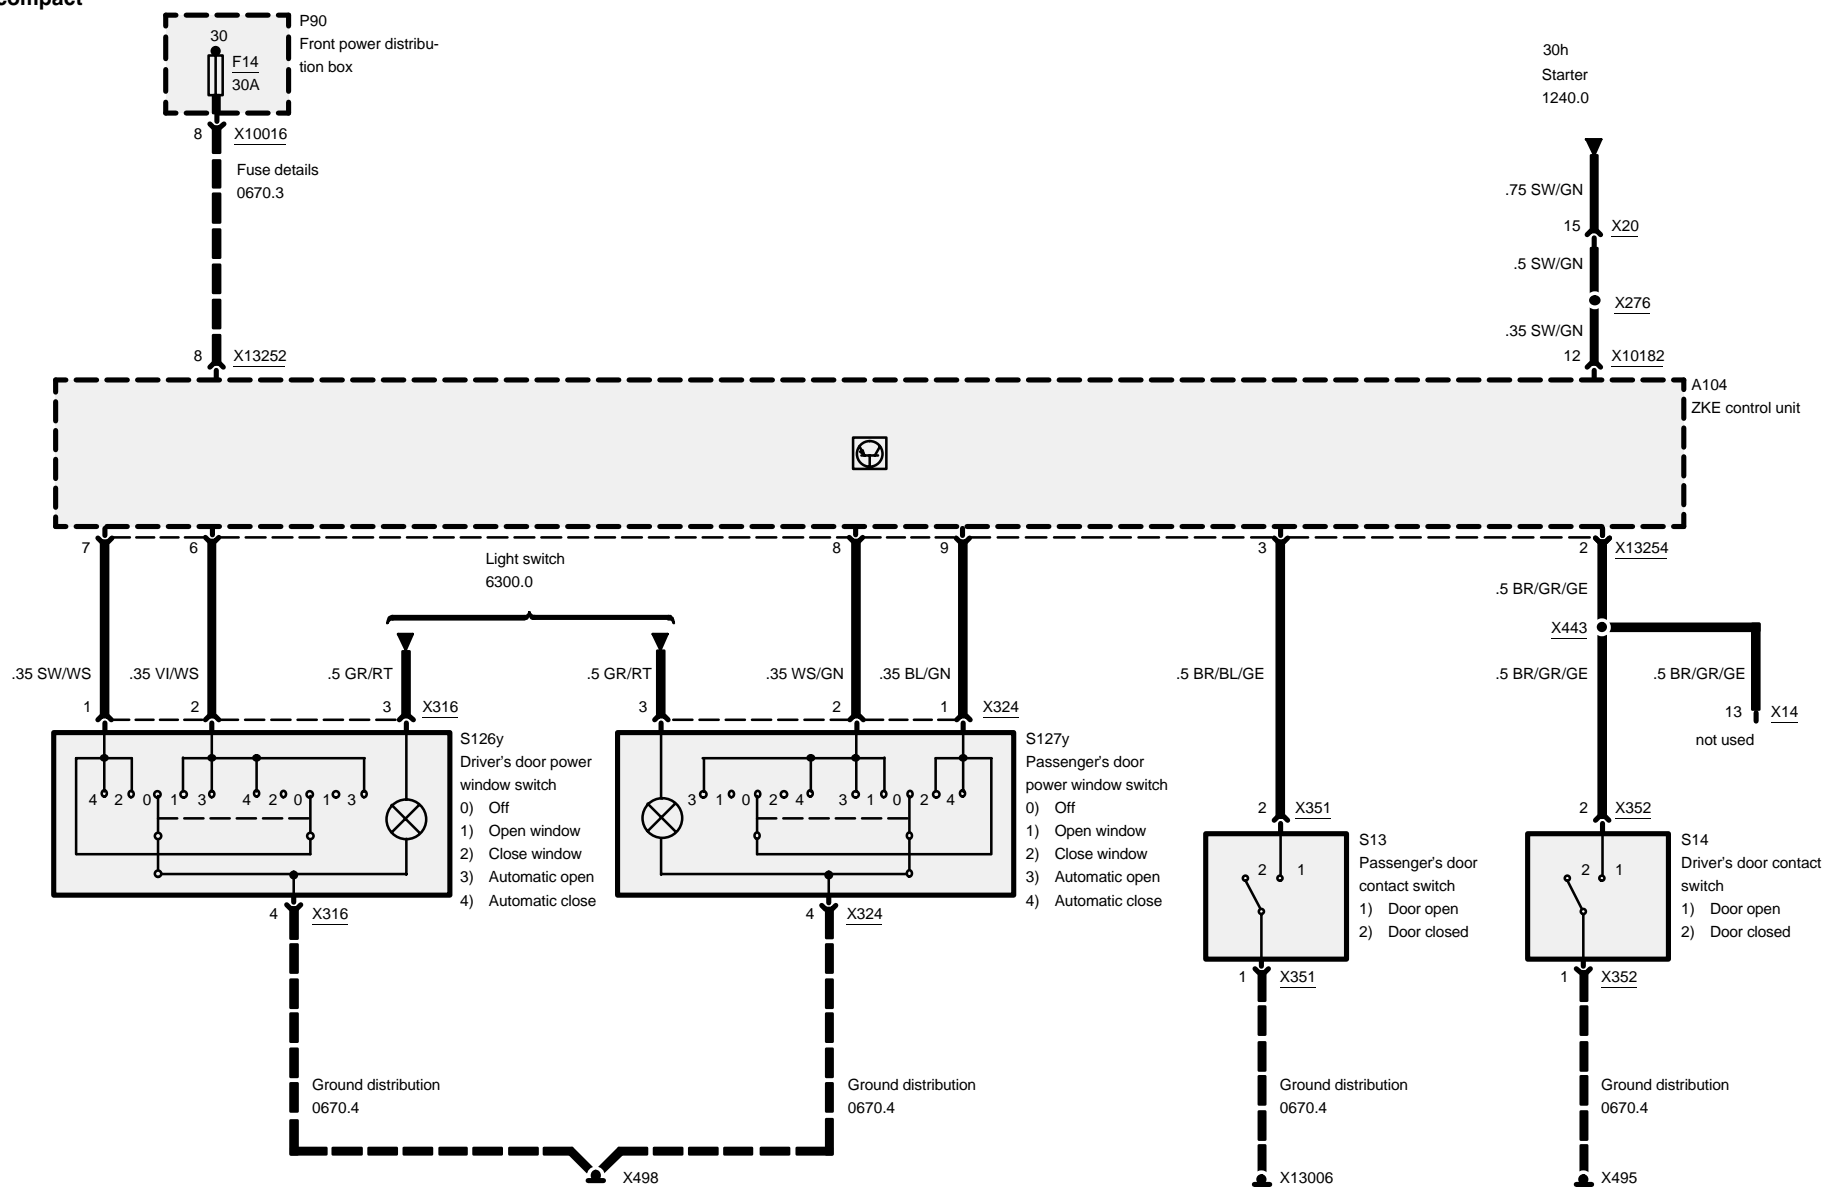 compact
P90
Front power distribu-
tion box
30
F14
30A
8 X10016
Fuse details
0670.3
8 X13252
30h
Starter
1240.0
.75 SW/GN
15 X20
.5 SW/GN
X276
.35 SW/GN
12 X10182
A104
ZKE control unit
7 6 8 9 3 2 X13254
Light switch
6300.0
.5 BR/GR/GE
X443
.35 SW/WS .35 VI/WS .5 GR/RT .5 GR/RT .35 WS/GN .35 BL/GN .5 BR/BL/GE .5 BR/GR/GE .5 BR/GR/GE
1 2 3 X316 3 2 1 X324
13 X14
not used
4 2 0 1 3 4 2 0 1 3
S126y
Driver's door power
window switch
0) Off
1) Open window
2) Close window
3) Automatic open
4) Automatic close
3 1 0 2 4 3 1 0 2 4
S127y
Passenger's door
power window switch
0) Off
1) Open window
2) Close window
3) Automatic open
4) Automatic close
2 X351
2 1
S13
Passenger's door
contact switch
1) Door open
2) Door closed
2 X352
2 1
S14
Driver's door contact
switch
1) Door open
2) Door closed
4 X316
4 X324
1 X351
1 X352
Ground distribution
0670.4
Ground distribution
0670.4
Ground distribution
0670.4
Ground distribution
0670.4
X498
X13006
X495